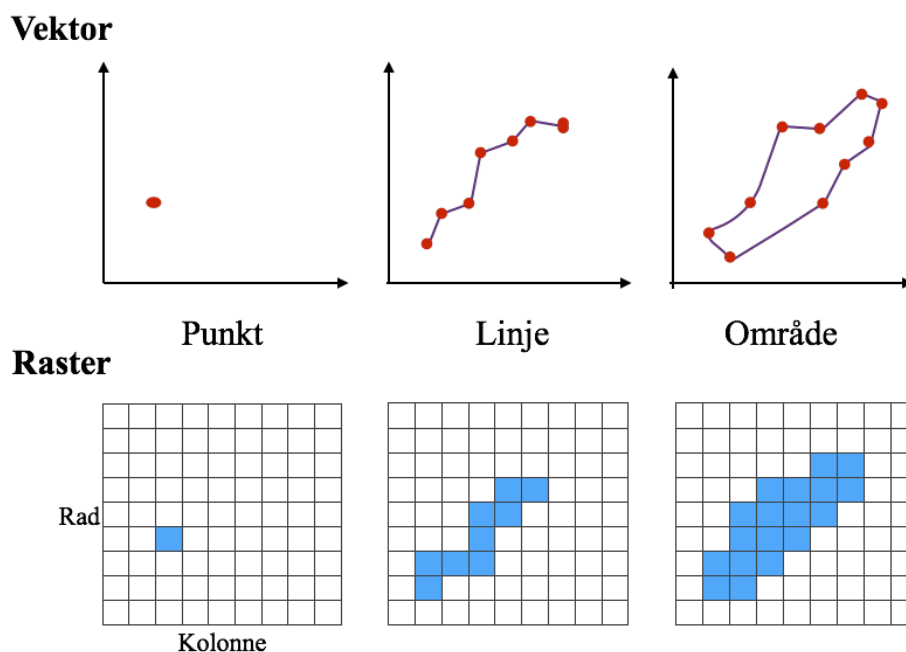 Vektor
Punkt
Linje
Område
Raster
Rad
Kolonne